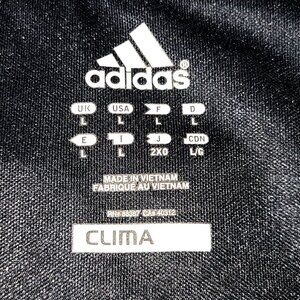 adidas
UK USA F D
L L L L
E I J CDN
L L 2XO L/G
MADE IN VIETNAM
FABRIQUÉ AU VIETNAM
CLIMA